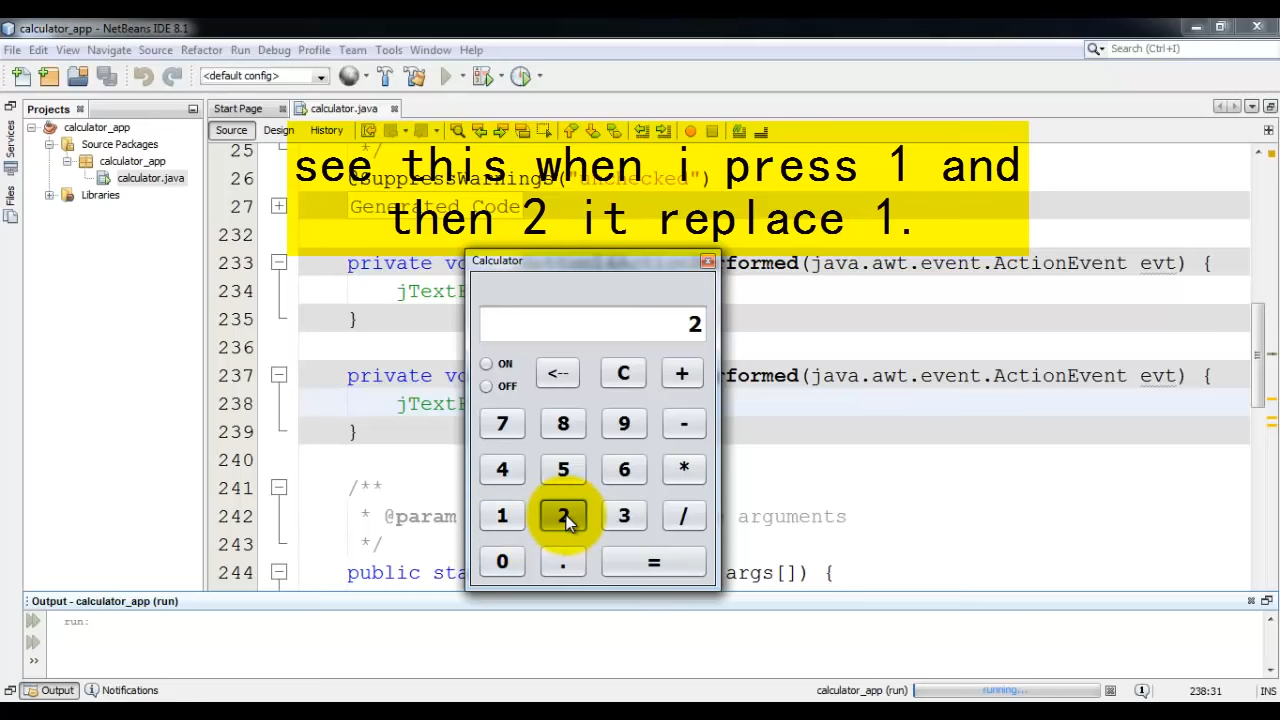 calculator_app - NetBeans IDE 8.1
File Edit View Navigate Source Refactor Run Debug Profile Team Tools Window Help
Search (Ctrl+I)
<default config>
Projects
Start Page
calculator.java
Services
Files
calculator_app
Source Packages
calculator_app
calculator.java
Libraries
Source Design History
see this when i press 1 and
then 2 it replace 1.
25 */
26 @SuppressWarnings("unchecked")
27 Generated Code
232
233 private vo formed(java.awt.event.ActionEvent evt) {
234 jTextF
235 }
236
237 private vo formed(java.awt.event.ActionEvent evt) {
238 jTextF
239 }
240
241 /**
242 * @param arguments
243 */
244 public sta args[]) {
Calculator
2
ON
OFF
<-- C +
7 8 9 -
4 5 6 *
1 2 3 /
0 . =
Output - calculator_app (run)
run:
Output
Notifications
calculator_app (run)
running...
238:31
INS